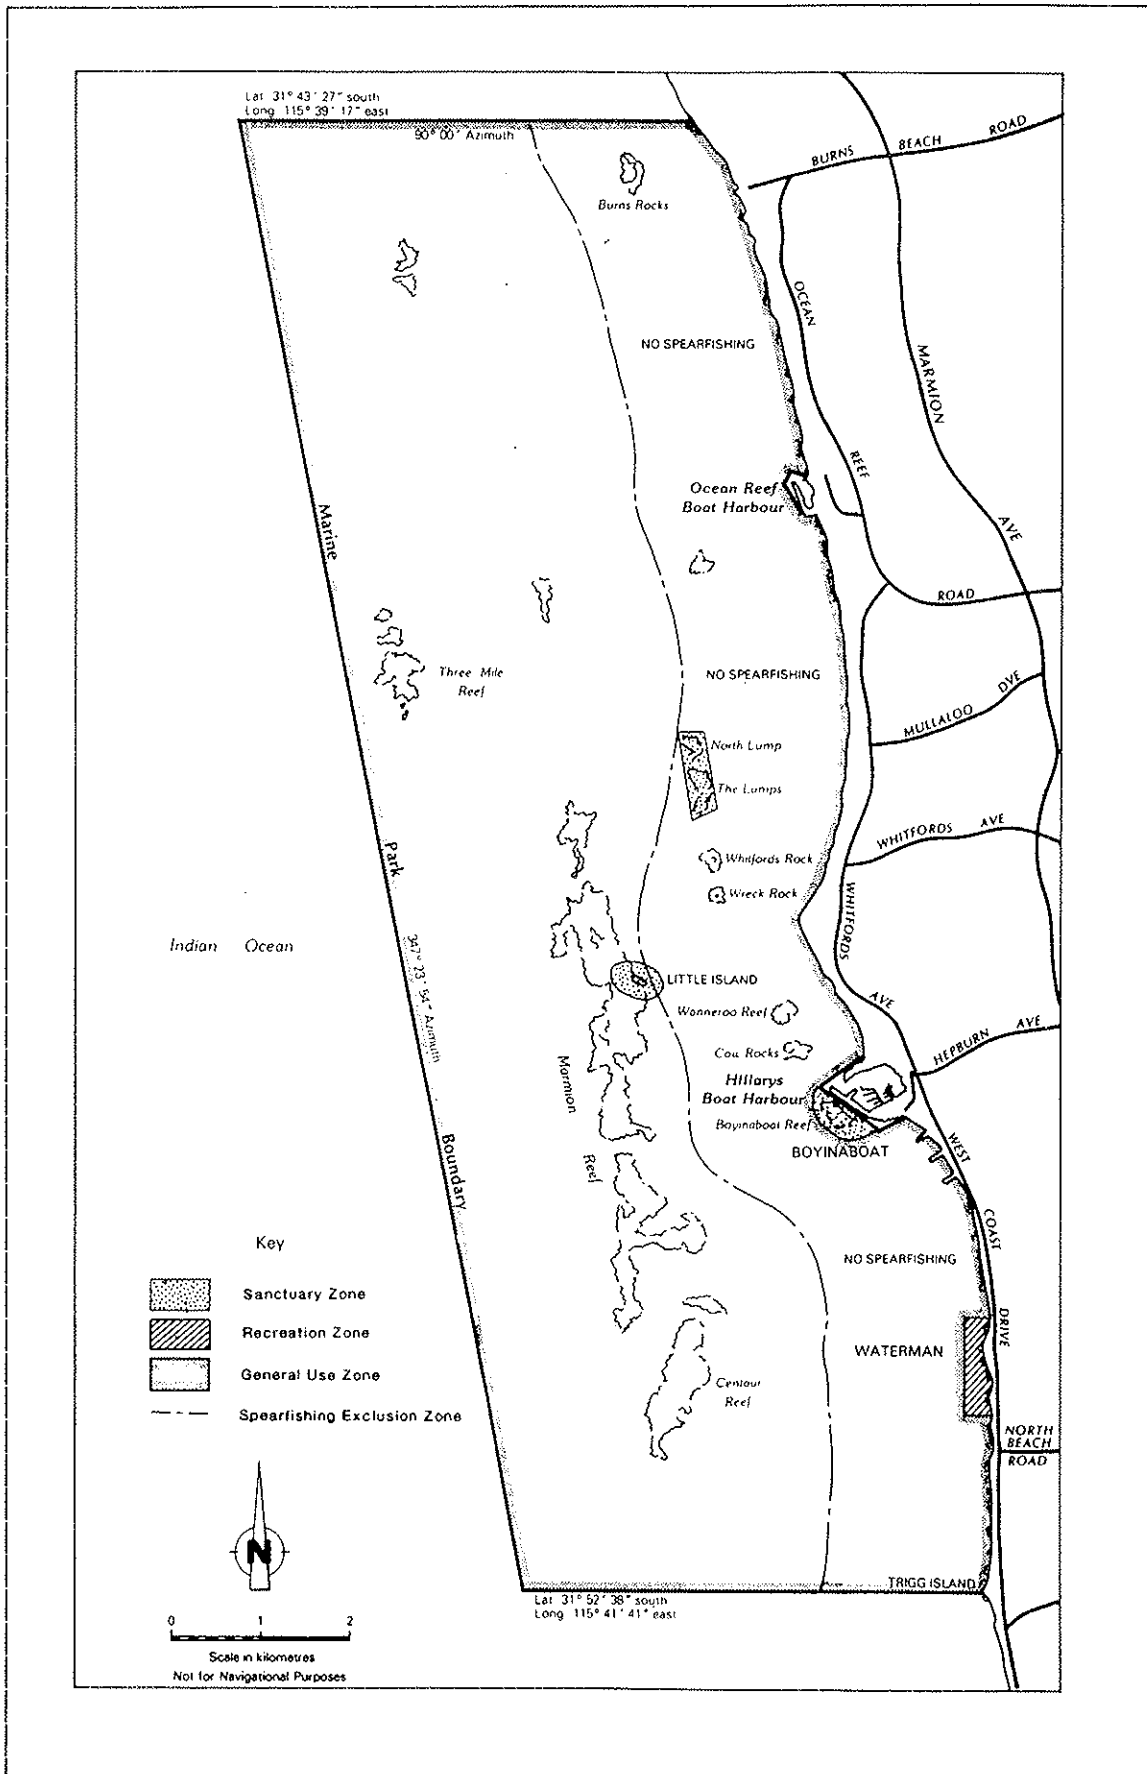 Lat 31° 43' 27" south
Long 115° 39' 17" east
90° 00' Azimuth
BURNS BEACH ROAD
Burns Rocks
OCEAN REEF ROAD
NO SPEARFISHING
MARMION AVE
Ocean Reef
Boat Harbour
Marine Park Boundary
Three Mile
Reef
NO SPEARFISHING
MULLALOO DVE
North Lump
The Lumps
WHITFORDS AVE
Whitfords Rock
Wreck Rock
WHITFORDS AVE
Indian Ocean
347° 23' 54" Azimuth
LITTLE ISLAND
Wanneroo Reef
HEPBURN AVE
Cow Rocks
Marmion Reef
Hillarys
Boat Harbour
Boyinaboat Reef
BOYINABOAT
WEST COAST DRIVE
NO SPEARFISHING
Key
Sanctuary Zone
Recreation Zone
General Use Zone
Spearfishing Exclusion Zone
WATERMAN
Centaur
Reef
NORTH
BEACH
ROAD
N
TRIGG ISLAND
Lat 31° 52' 38" south
Long 115° 41' 41" east
0 1 2
Scale in kilometres
Not for Navigational Purposes